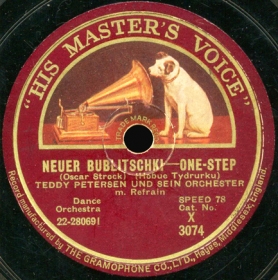 "HIS MASTER'S VOICE"
TRADE MARK
NEUER BUBLITSCHKI—ONE-STEP
(Oscar Strock) (Hobue Tydrurku)
TEDDY PETERSEN UND SEIN ORCHESTER
m. Refrain
Dance
Orchestra
22-280691
SPEED 78
Cat. No.
X
3074
Record manufactured by THE GRAMOPHONE CO., LTD., Hayes, Middlesex, England